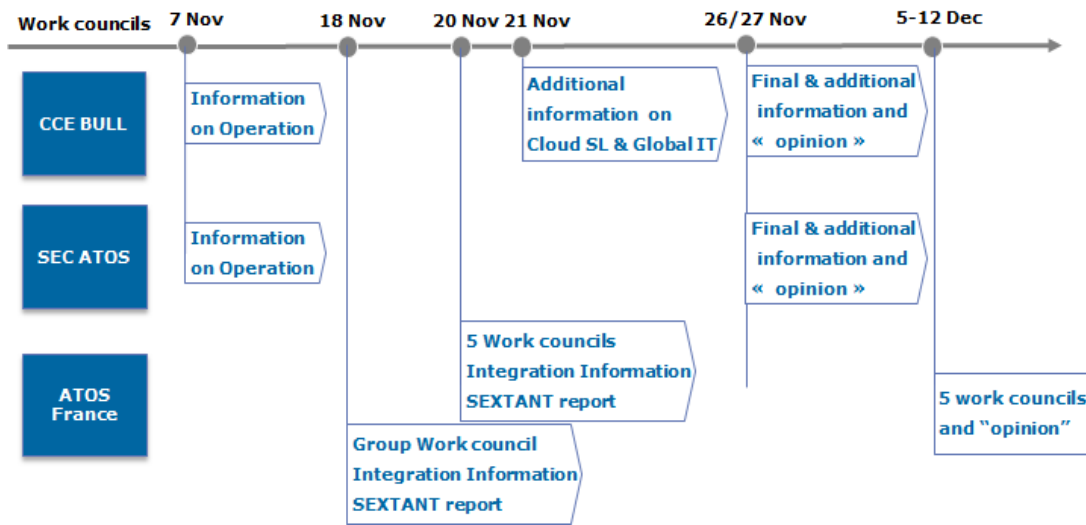 Work councils
7 Nov
18 Nov
20 Nov
21 Nov
26/27 Nov
5-12 Dec
CCE BULL
Information
on Operation
Additional
information on
Cloud SL & Global IT
Final & additional
information and
« opinion »
SEC ATOS
Information
on Operation
Final & additional
information and
« opinion »
ATOS
France
5 Work councils
Integration Information
SEXTANT report
5 work councils
and “opinion”
Group Work council
Integration Information
SEXTANT report